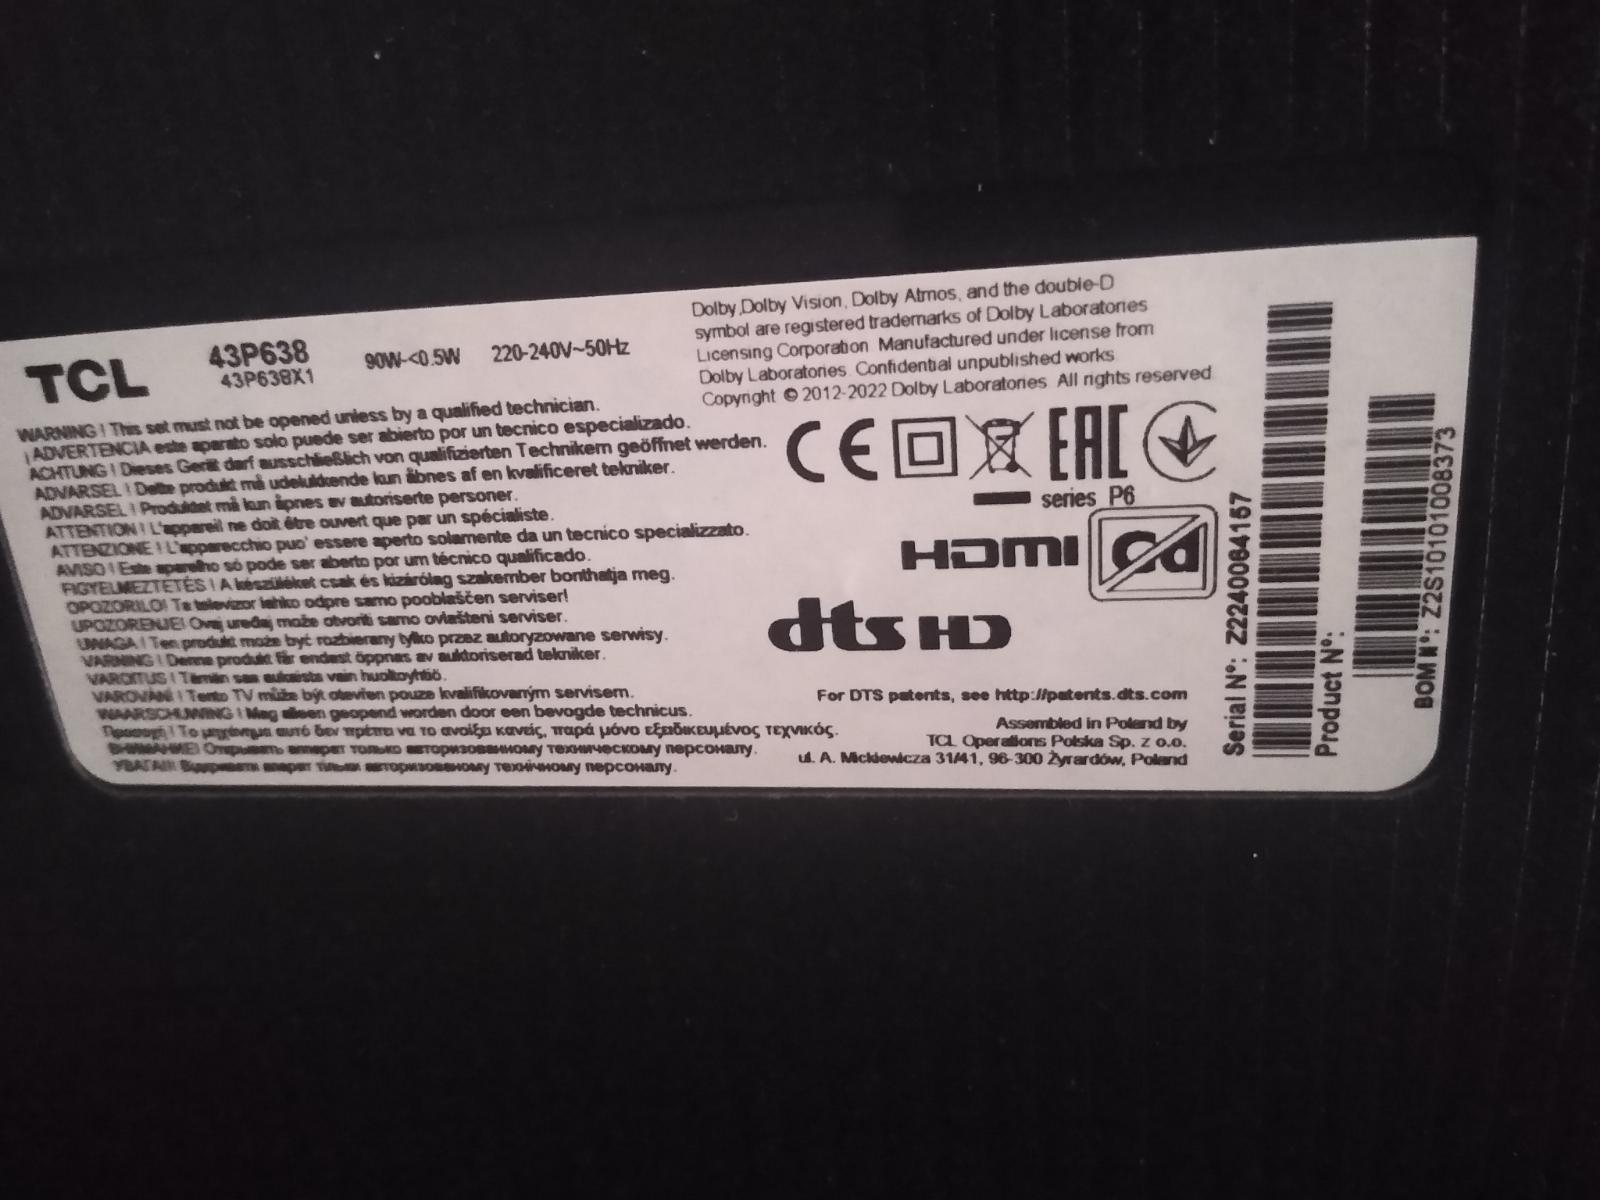 TCL
43P638
43P638X1
90W-<0.5W
220-240V~50Hz
WARNING ! This set must not be opened unless by a qualified technician.
¡ ADVERTENCIA este aparato solo puede ser abierto por un tecnico especializado.
ACHTUNG ! Dieses Gerät darf ausschließlich von qualifizierten Technikern geöffnet werden.
ADVARSEL ! Dette produkt må udelukkende kun åbnes af en kvalificeret tekniker.
ADVARSEL ! Produktet må kun åpnes av autoriserte personer.
ATTENTION ! L'appareil ne doit être ouvert que par un spécialiste.
ATTENZIONE ! L'apparecchio puo' essere aperto solamente da un tecnico specializzato.
AVISO ! Este aparelho só pode ser aberto por um técnico qualificado.
FIGYELMEZTETÉS ! A készüléket csak és kizárólag szakember bonthatja meg.
OPOZORILO! Ta televizor lahko odpre samo pooblaščen serviser!
UPOZORENJE! Ovaj uređaj može otvoriti samo ovlašteni serviser.
UWAGA ! Ten produkt może być rozbierany tylko przez autoryzowane serwisy.
VARNING ! Denna produkt får endast öppnas av auktoriserad tekniker.
VAROITUS ! Tämän saa aukaista vain huoltoyhtiö.
VAROVANI ! Tento TV může být otevřen pouze kvalifikovaným servisem.
WAARSCHUWING ! Mag alleen geopend worden door een bevogde technicus.
Προσοχή ! Το μηχάνημα αυτό δεν πρέπει να το ανοίξει κανείς, παρά μόνο εξειδικευμένος τεχνικός.
ВНИМАНИЕ! Открывать аппарат только авторизованному техническому персоналу.
УВАГА!!! Відкривати апарат тільки авторизованому технічному персоналу.
Dolby,Dolby Vision, Dolby Atmos, and the double-D
symbol are registered trademarks of Dolby Laboratories
Licensing Corporation. Manufactured under license from
Dolby Laboratories. Confidential unpublished works.
Copyright © 2012-2022 Dolby Laboratories. All rights reserved.
CE
EAC
series P6
HDMI
Cd
dts HD
For DTS patents, see http://patents.dts.com
Assembled in Poland by
TCL Operations Polska Sp. z o.o.
ul. A. Mickiewicza 31/41, 96-300 Żyrardów, Poland
Serial Nº: Z22400641​57
Product Nº:
BOM Nº: Z2S10101008373